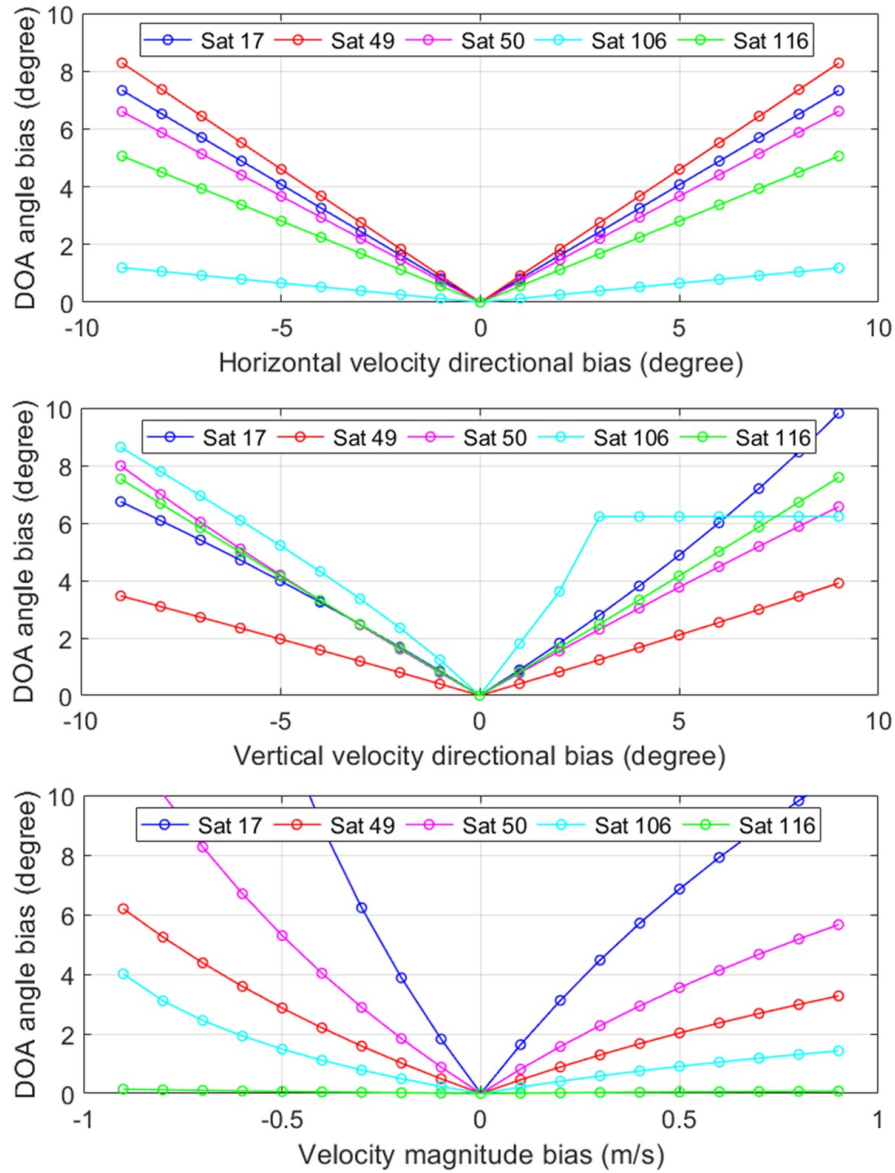 10
Sat 17 Sat 49 Sat 50 Sat 106 Sat 116
8
6
4
2
0
DOA angle bias (degree)
-10 -5 0 5 10
Horizontal velocity directional bias (degree)
10
Sat 17 Sat 49 Sat 50 Sat 106 Sat 116
8
6
4
2
0
DOA angle bias (degree)
-10 -5 0 5 10
Vertical velocity directional bias (degree)
10
Sat 17 Sat 49 Sat 50 Sat 106 Sat 116
8
6
4
2
0
DOA angle bias (degree)
-1 -0.5 0 0.5 1
Velocity magnitude bias (m/s)